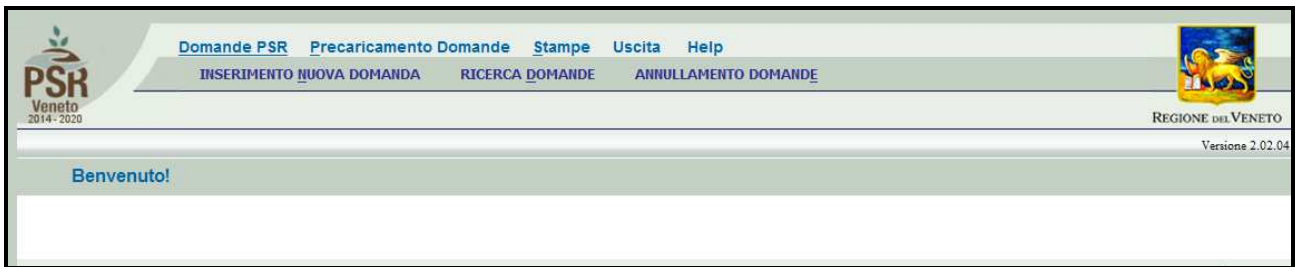 PSR
Veneto
2014 - 2020
Domande PSR Precaricamento Domande Stampe Uscita Help
INSERIMENTO NUOVA DOMANDA RICERCA DOMANDE ANNULLAMENTO DOMANDE
REGIONE DEL VENETO
Versione 2.02.04
Benvenuto!